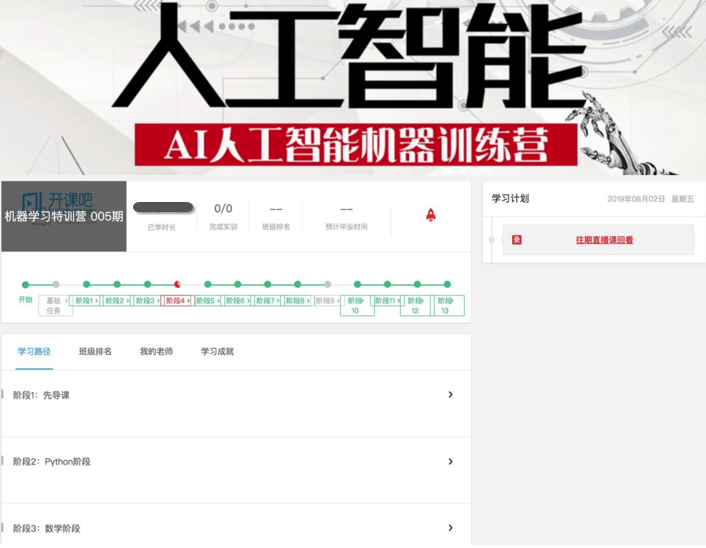 人工智能
AI人工智能机器训练营
开课吧
机器学习特训营 005期
已学时长
0/0
完成实训
--
班级排名
--
预计毕业时间
学习计划
2019年08月02日 星期五
录
往期直播课回看
开始
基础
任务
阶段1
阶段2
阶段3
阶段4
阶段5
阶段6
阶段7
阶段8
阶段9
阶段
10
阶段11
阶段
12
阶段
13
学习路径
班级排名
我的老师
学习成就
阶段1：先导课
阶段2：Python阶段
阶段3：数学阶段